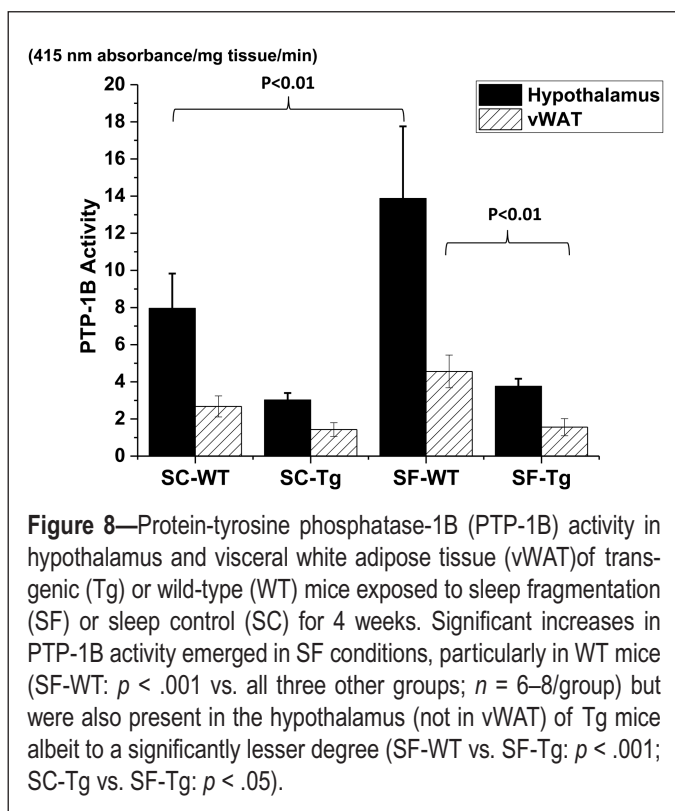 (415 nm absorbance/mg tissue/min)
P<0.01
Hypothalamus
vWAT
P<0.01
PTP-1B Activity
20
18
16
14
12
10
8
6
4
2
0
SC-WT SC-Tg SF-WT SF-Tg
Figure 8—Protein-tyrosine phosphatase-1B (PTP-1B) activity in
hypothalamus and visceral white adipose tissue (vWAT)of trans-
genic (Tg) or wild-type (WT) mice exposed to sleep fragmentation
(SF) or sleep control (SC) for 4 weeks. Significant increases in
PTP-1B activity emerged in SF conditions, particularly in WT mice
(SF-WT: p < .001 vs. all three other groups; n = 6–8/group) but
were also present in the hypothalamus (not in vWAT) of Tg mice
albeit to a significantly lesser degree (SF-WT vs. SF-Tg: p < .001;
SC-Tg vs. SF-Tg: p < .05).